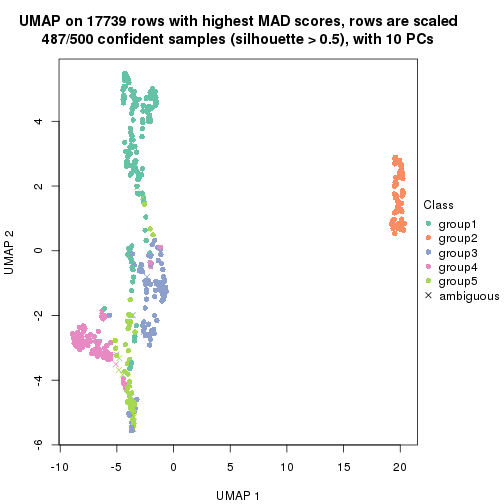 UMAP on 17739 rows with highest MAD scores, rows are scaled
487/500 confident samples (silhouette > 0.5), with 10 PCs
4
2
0
-2
-4
-6
UMAP 2
-10
-5
0
5
10
15
20
UMAP 1
Class
group1
group2
group3
group4
group5
ambiguous